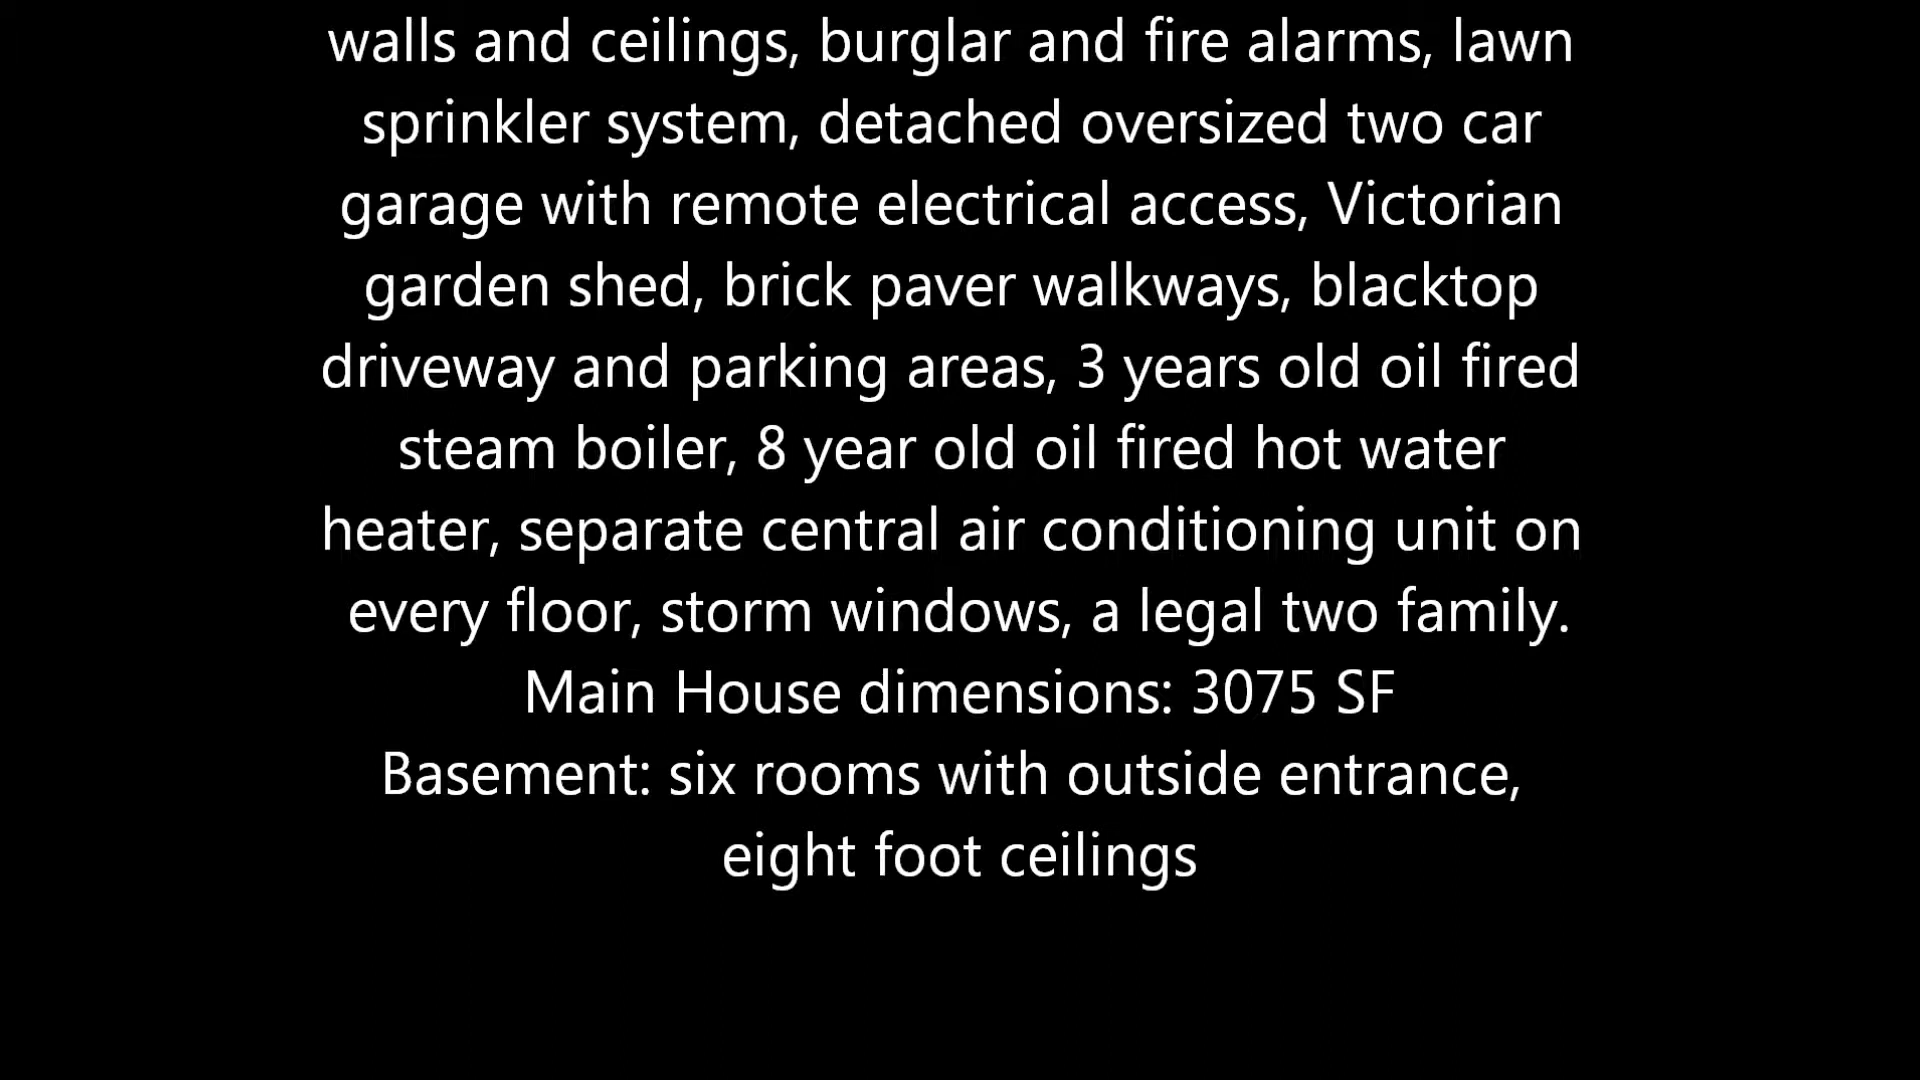 walls and ceilings, burglar and fire alarms, lawn
sprinkler system, detached oversized two car
garage with remote electrical access, Victorian
garden shed, brick paver walkways, blacktop
driveway and parking areas, 3 years old oil fired
steam boiler, 8 year old oil fired hot water
heater, separate central air conditioning unit on
every floor, storm windows, a legal two family.
Main House dimensions: 3075 SF
Basement: six rooms with outside entrance,
eight foot ceilings